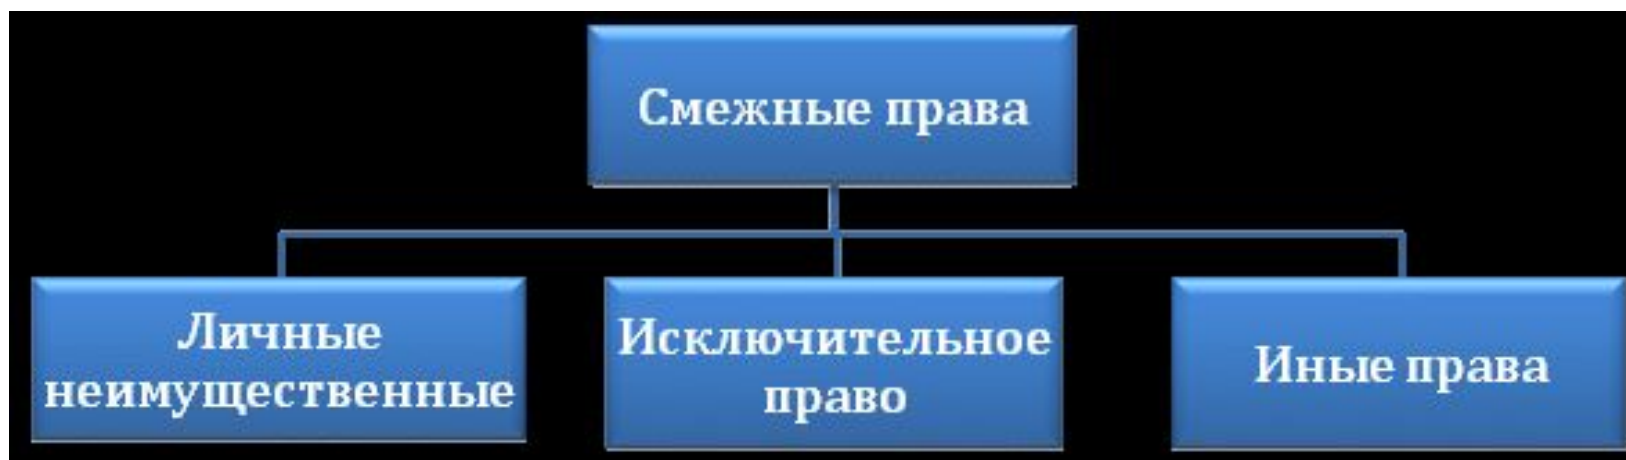 Смежные права
Личные
неимущественные
Исключительное
право
Иные права